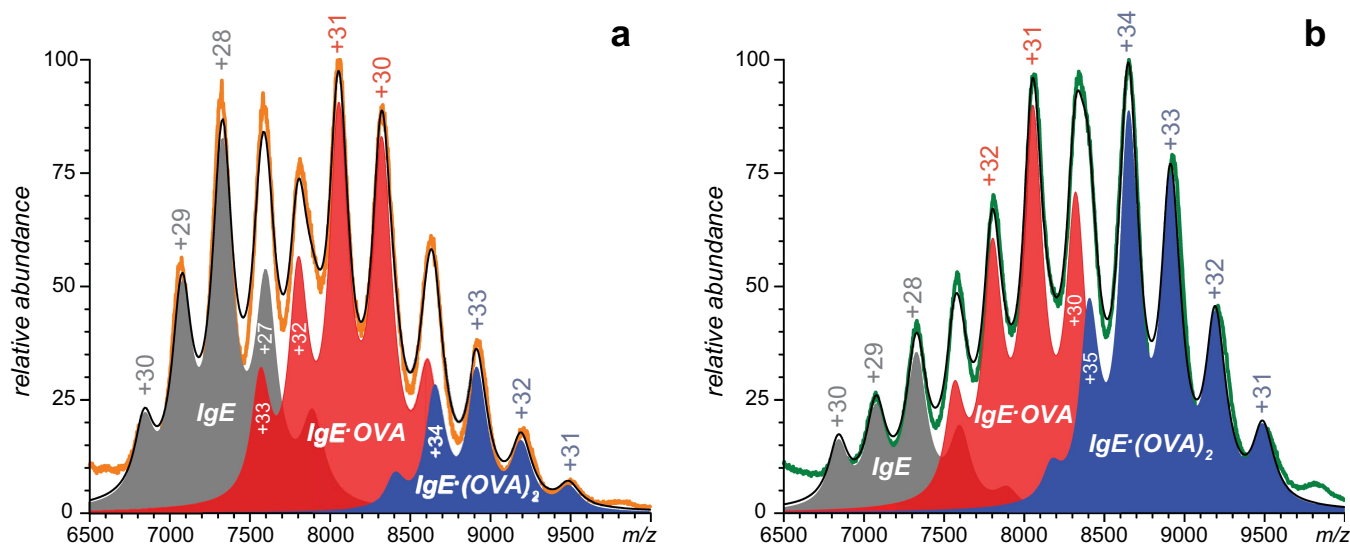 a
relative abundance
100
75
50
25
0
+30
+29
+28
+27
+33
+32
+31
+30
+34
+33
+32
+31
IgE
IgE·OVA
IgE·(OVA)2
6500 7000 7500 8000 8500 9000 9500 m/z
b
relative abundance
100
75
50
25
0
+30
+29
+28
+32
+31
+30
+35
+34
+33
+32
+31
IgE
IgE·OVA
IgE·(OVA)2
6500 7000 7500 8000 8500 9000 9500 m/z